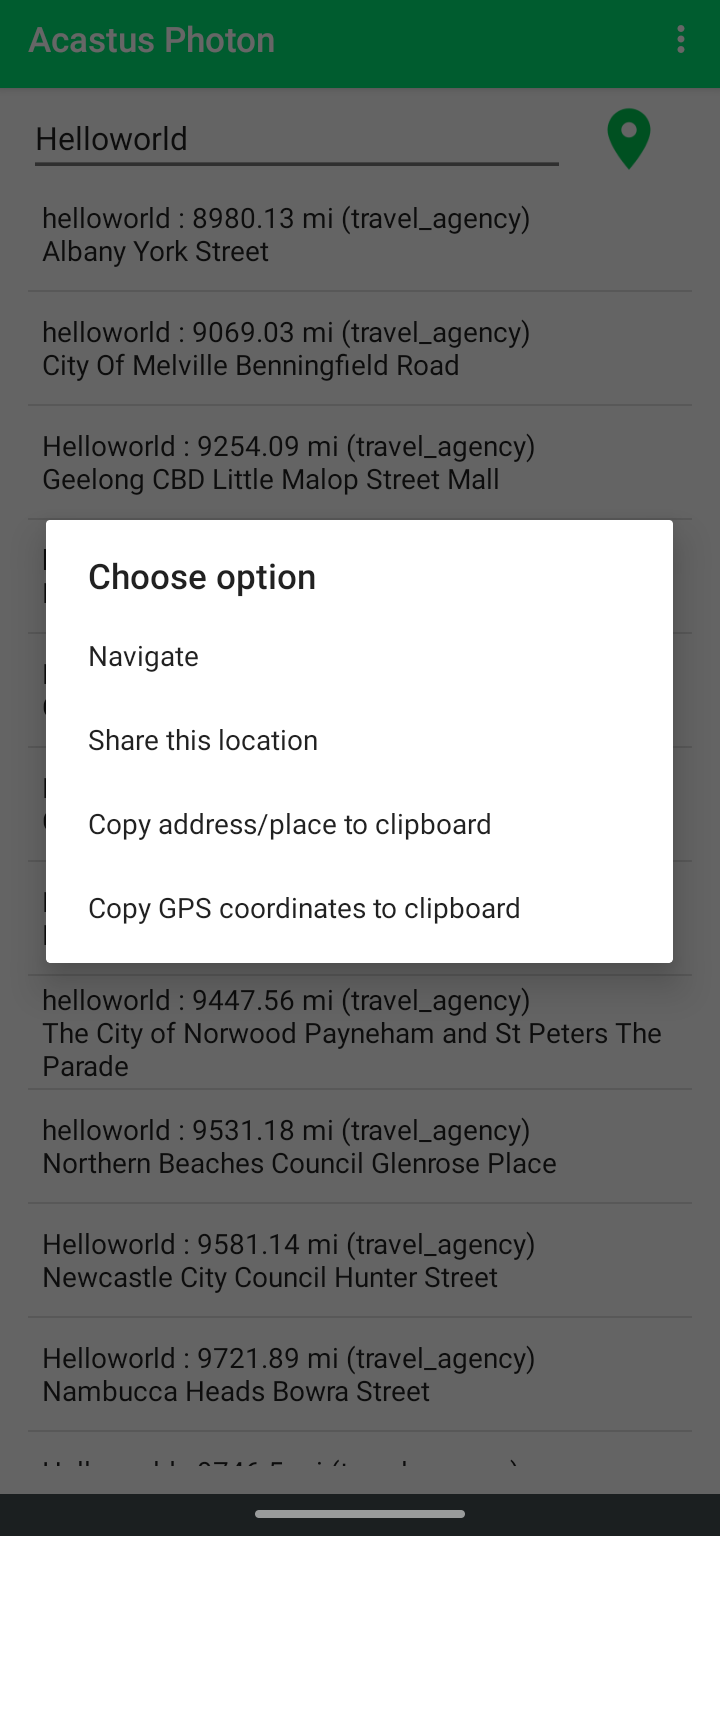 Acastus Photon
Helloworld
helloworld : 8980.13 mi (travel_agency)
Albany York Street
helloworld : 9069.03 mi (travel_agency)
City Of Melville Benningfield Road
Helloworld : 9254.09 mi (travel_agency)
Geelong CBD Little Malop Street Mall
Choose option
Navigate
Share this location
Copy address/place to clipboard
Copy GPS coordinates to clipboard
helloworld : 9447.56 mi (travel_agency)
The City of Norwood Payneham and St Peters The
Parade
helloworld : 9531.18 mi (travel_agency)
Northern Beaches Council Glenrose Place
Helloworld : 9581.14 mi (travel_agency)
Newcastle City Council Hunter Street
Helloworld : 9721.89 mi (travel_agency)
Nambucca Heads Bowra Street